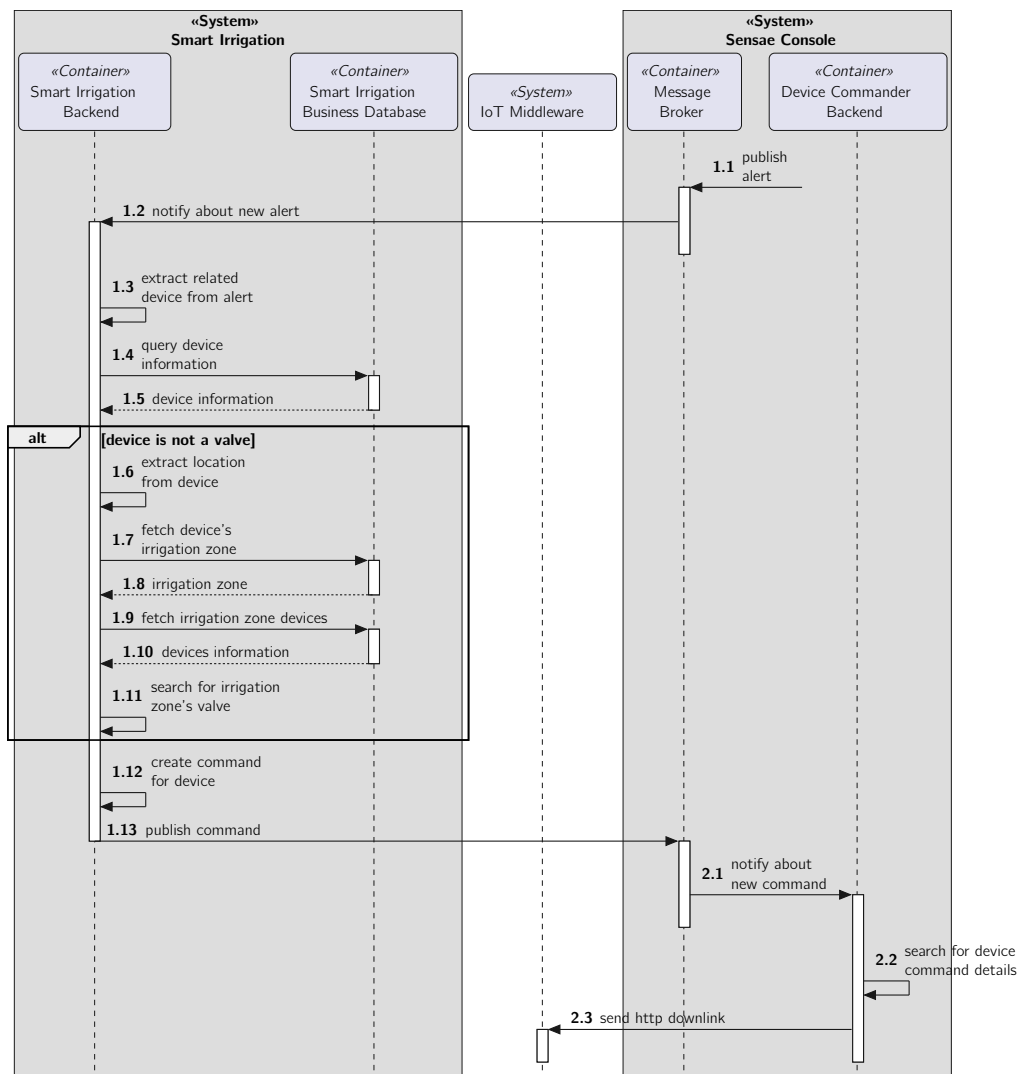 «System»
Smart Irrigation
«System»
Sensae Console
«Container»
Smart Irrigation
Backend
«Container»
Smart Irrigation
Business Database
«System»
IoT Middleware
«Container»
Message
Broker
«Container»
Device Commander
Backend
1.1 publish
alert
1.2 notify about new alert
1.3 extract related
device from alert
1.4 query device
information
1.5 device information
alt [device is not a valve]
1.6 extract location
from device
1.7 fetch device's
irrigation zone
1.8 irrigation zone
1.9 fetch irrigation zone devices
1.10 devices information
1.11 search for irrigation
zone's valve
1.12 create command
for device
1.13 publish command
2.1 notify about
new command
2.2 search for device
command details
2.3 send http downlink